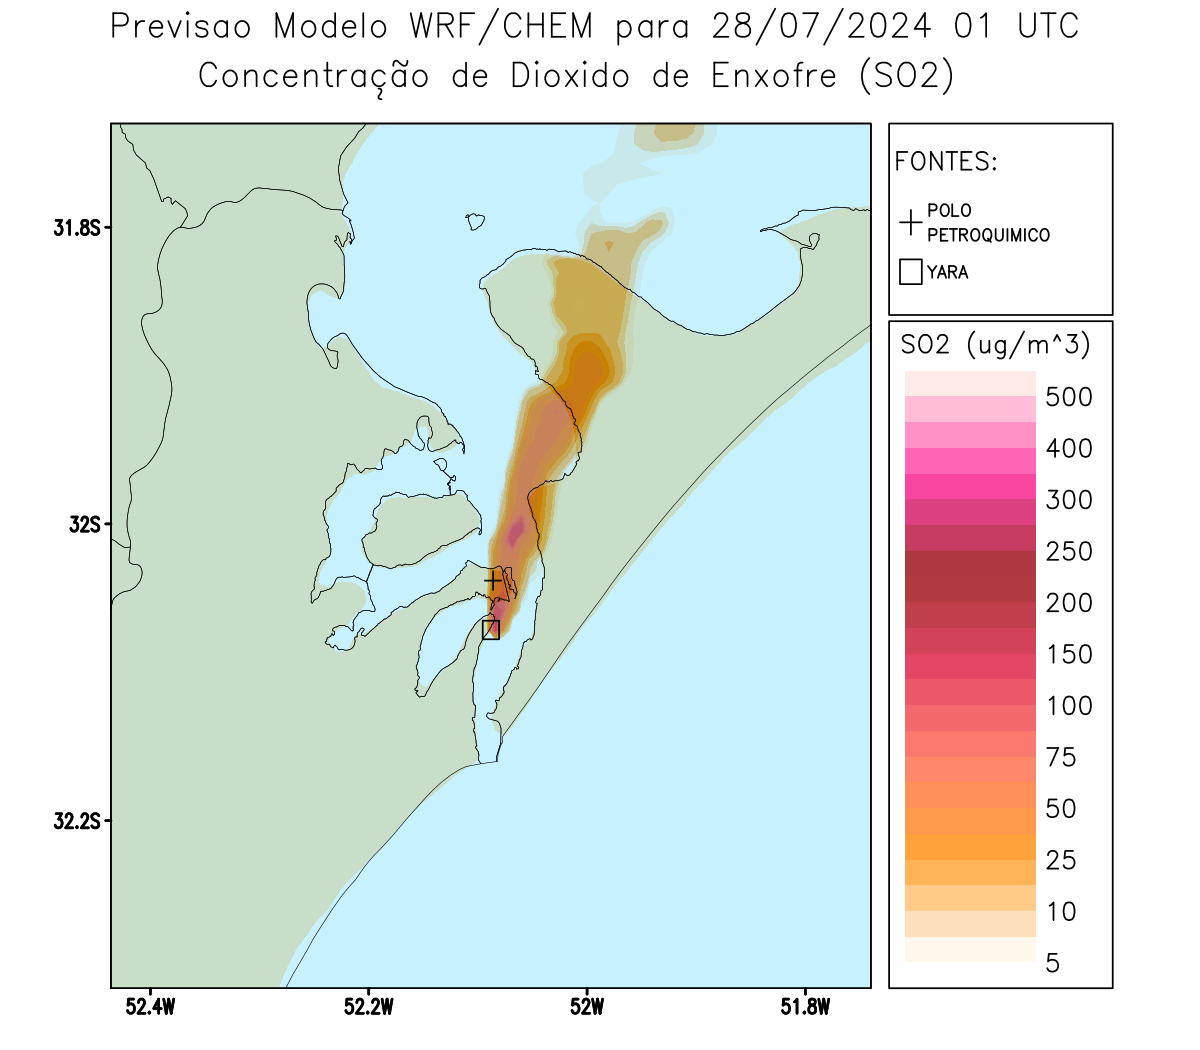 Previsao Modelo WRF/CHEM para 28/07/2024 01 UTC
Concentração de Dioxido de Enxofre (SO2)
FONTES:
POLO
PETROQUIMICO
YARA
SO2 (ug/m^3)
500
400
300
250
200
150
100
75
50
25
10
5
31.8S
32S
32.2S
52.4W
52.2W
52W
51.8W